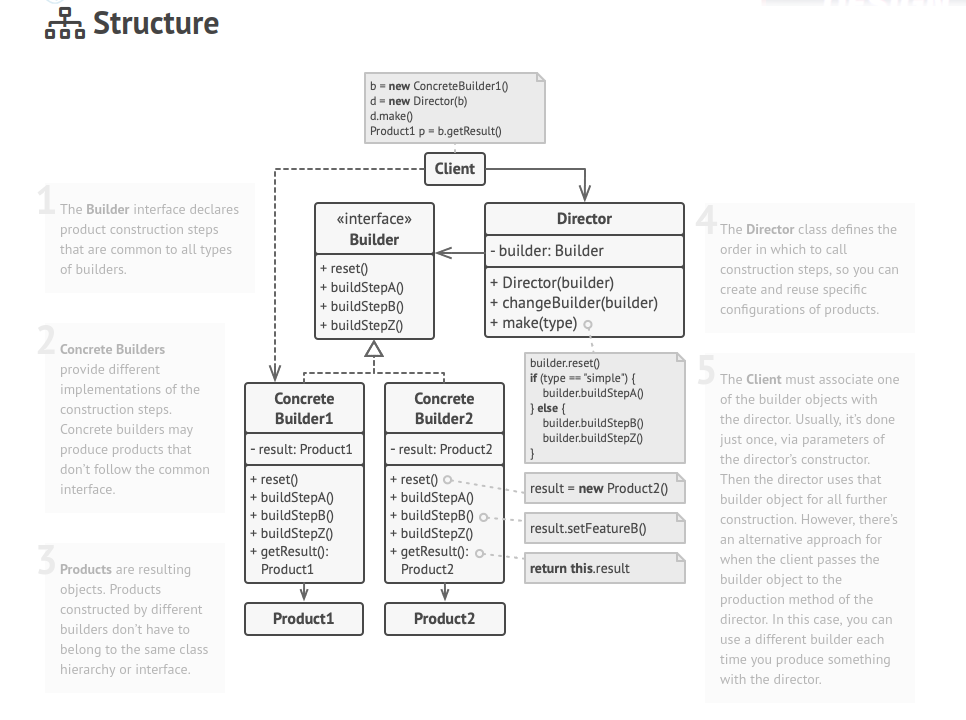 Structure
b = new ConcreteBuilder1()
d = new Director(b)
d.make()
Product1 p = b.getResult()
Client
1
The Builder interface declares
product construction steps
that are common to all types
of builders.
«interface»
Builder
+ reset()
+ buildStepA()
+ buildStepB()
+ buildStepZ()
Director
- builder: Builder
+ Director(builder)
+ changeBuilder(builder)
+ make(type)
4
The Director class defines the
order in which to call
construction steps, so you can
create and reuse specific
configurations of products.
2
Concrete Builders
provide different
implementations of the
construction steps.
Concrete builders may
produce products that
don't follow the common
interface.
builder.reset()
if (type == "simple") {
builder.buildStepA()
} else {
builder.buildStepB()
builder.buildStepZ()
}
Concrete
Builder1
- result: Product1
+ reset()
+ buildStepA()
+ buildStepB()
+ buildStepZ()
+ getResult():
Product1
Concrete
Builder2
- result: Product2
+ reset()
+ buildStepA()
+ buildStepB()
+ buildStepZ()
+ getResult():
Product2
result = new Product2()
result.setFeatureB()
return this.result
3
Products are resulting
objects. Products
constructed by different
builders don't have to
belong to the same class
hierarchy or interface.
Product1
Product2
5
The Client must associate one
of the builder objects with
the director. Usually, it's done
just once, via parameters of
the director's constructor.
Then the director uses that
builder object for all further
construction. However, there's
an alternative approach for
when the client passes the
builder object to the
production method of the
director. In this case, you can
use a different builder each
time you produce something
with the director.